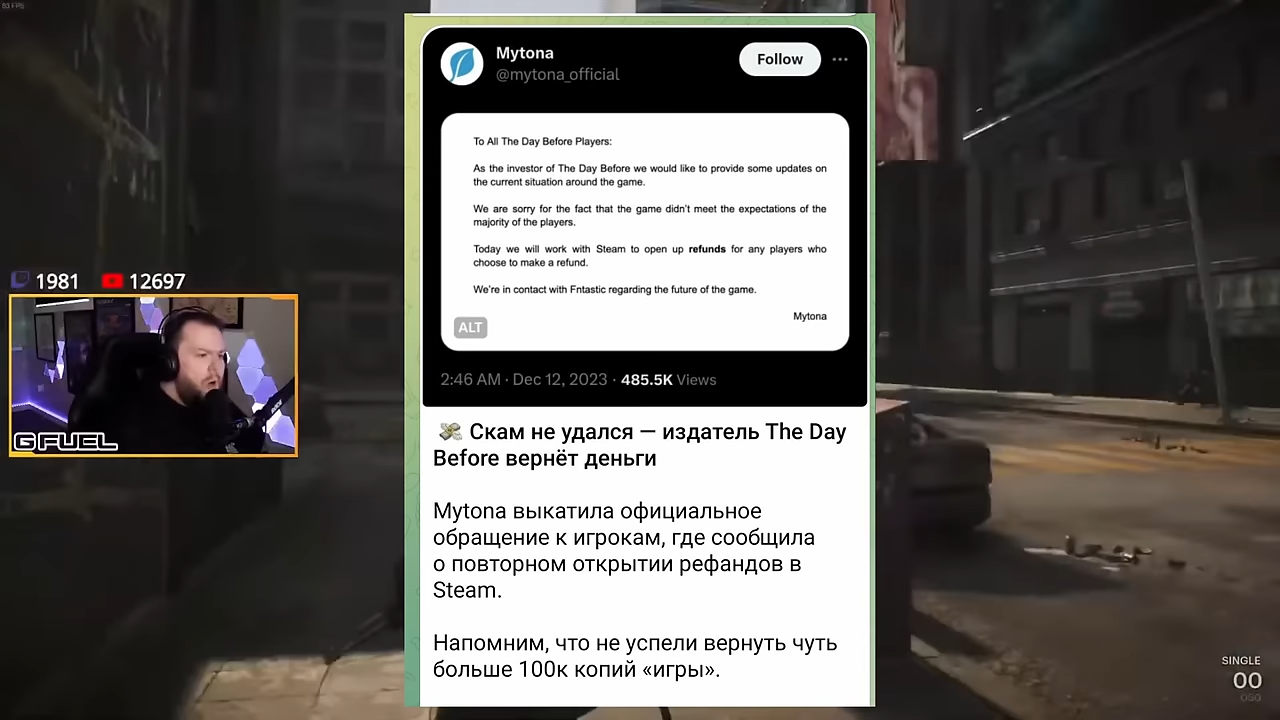 Mytona
@mytona_official
Follow
To All The Day Before Players:
As the investor of The Day Before we would like to provide some updates on
the current situation around the game.
We are sorry for the fact that the game didn't meet the expectations of the
majority of the players.
Today we will work with Steam to open up refunds for any players who
choose to make a refund.
We're in contact with Fntastic regarding the future of the game.
Mytona
ALT
2:46 AM · Dec 12, 2023 · 485.5K Views
💸 Скам не удался — издатель The Day
Before вернёт деньги
Mytona выкатила официальное
обращение к игрокам, где сообщила
о повторном открытии рефандов в
Steam.
Напомним, что не успели вернуть чуть
больше 100к копий «игры».
1981 12697
G FUEL
SINGLE
00